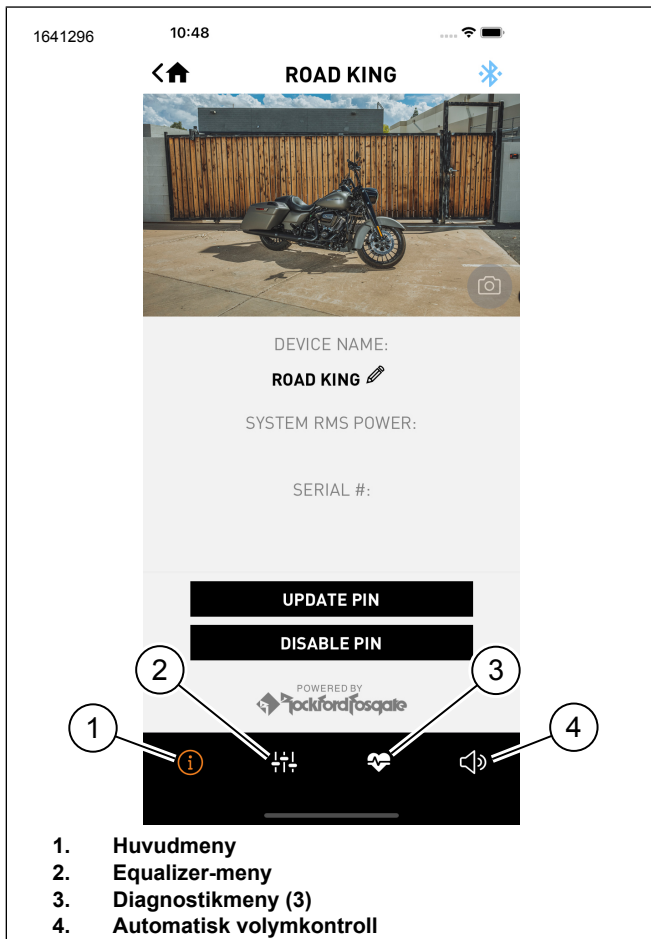 1641296
10:48
ROAD KING
DEVICE NAME:
ROAD KING
SYSTEM RMS POWER:
SERIAL #:
UPDATE PIN
DISABLE PIN
2
3
POWERED BY
Rockford Fosgate
1
4
1. Huvudmeny
2. Equalizer-meny
3. Diagnostikmeny (3)
4. Automatisk volymkontroll